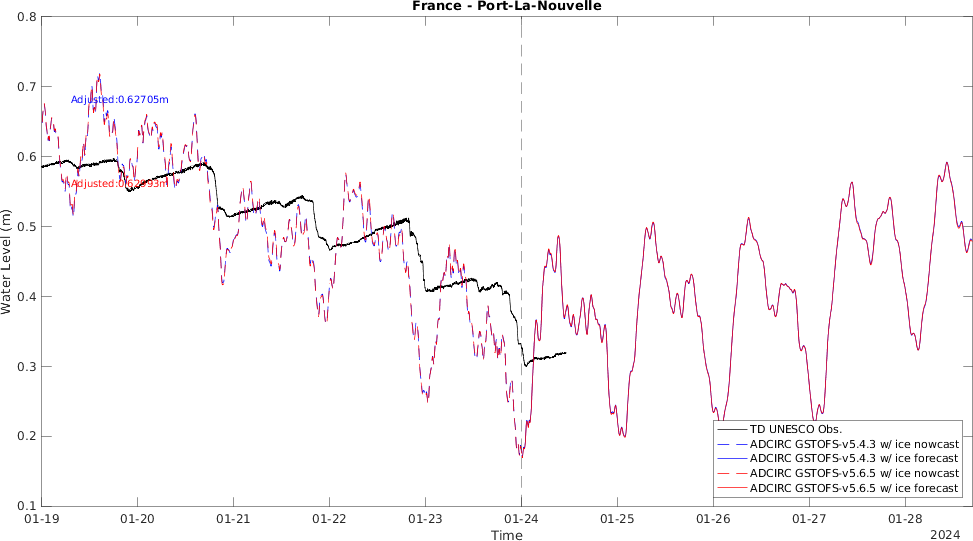 France - Port-La-Nouvelle
Water Level (m)
0.8
0.7
0.6
0.5
0.4
0.3
0.2
0.1
Adjusted:0.62705m
Adjusted:0.62993m
TD UNESCO Obs.
ADCIRC GSTOFS-v5.4.3 w/ ice nowcast
ADCIRC GSTOFS-v5.4.3 w/ ice forecast
ADCIRC GSTOFS-v5.6.5 w/ ice nowcast
ADCIRC GSTOFS-v5.6.5 w/ ice forecast
01-19 01-20 01-21 01-22 01-23 01-24 01-25 01-26 01-27 01-28
Time
2024